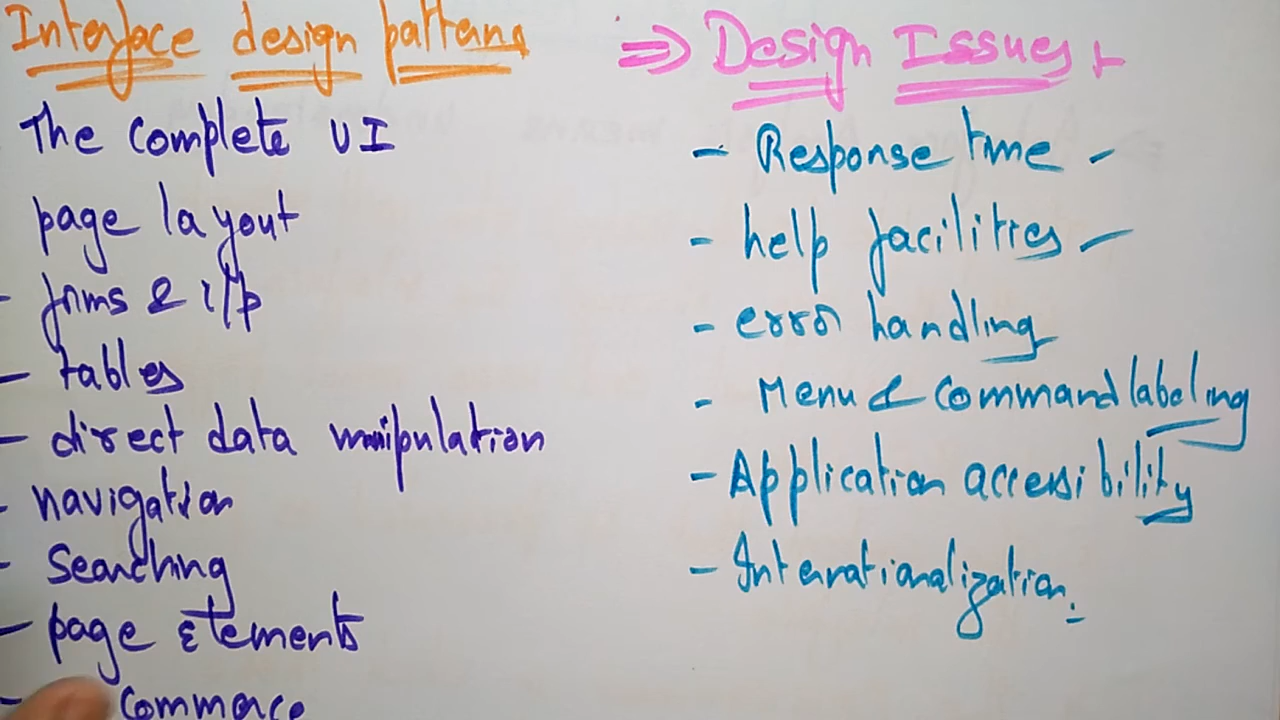 Interface design patterns
The complete UI
page layout
- forms & i/p
- tables
- direct data manipulation
- navigation
- Searching
- page Elements
- commerce
⇒ Design Issues :-
- Response time -
- help facilities -
- error handling
- Menu & Command labeling
- Application accessibility
- Internationalization.